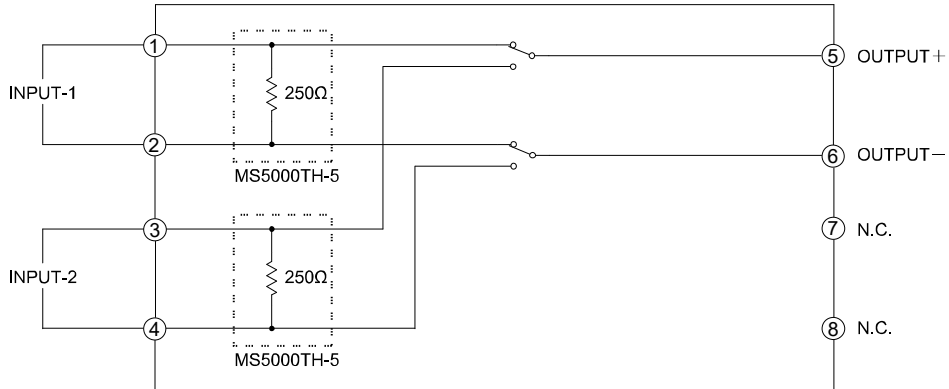 1
5
OUTPUT+
INPUT-1
250Ω
2
6
OUTPUT−
MS5000TH-5
3
7
N.C.
INPUT-2
250Ω
4
8
N.C.
MS5000TH-5